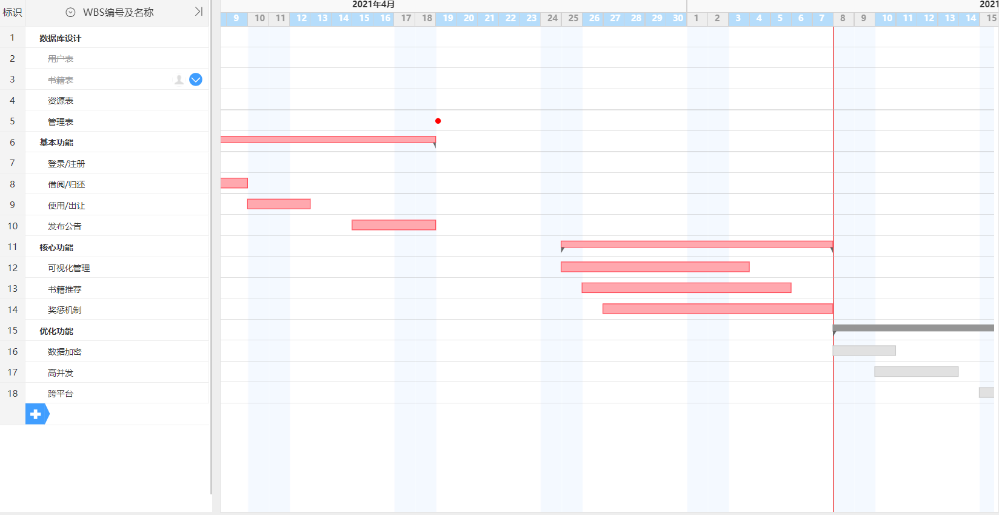 标识 WBS编号及名称
2021年4月 2021
9 10 11 12 13 14 15 16 17 18 19 20 21 22 23 24 25 26 27 28 29 30 1 2 3 4 5 6 7 8 9 10 11 12 13 14 15
1 数据库设计
2 用户表
3 书籍表
4 资源表
5 管理表
6 基本功能
7 登录/注册
8 借阅/归还
9 使用/出让
10 发布公告
11 核心功能
12 可视化管理
13 书籍推荐
14 奖惩机制
15 优化功能
16 数据加密
17 高并发
18 跨平台